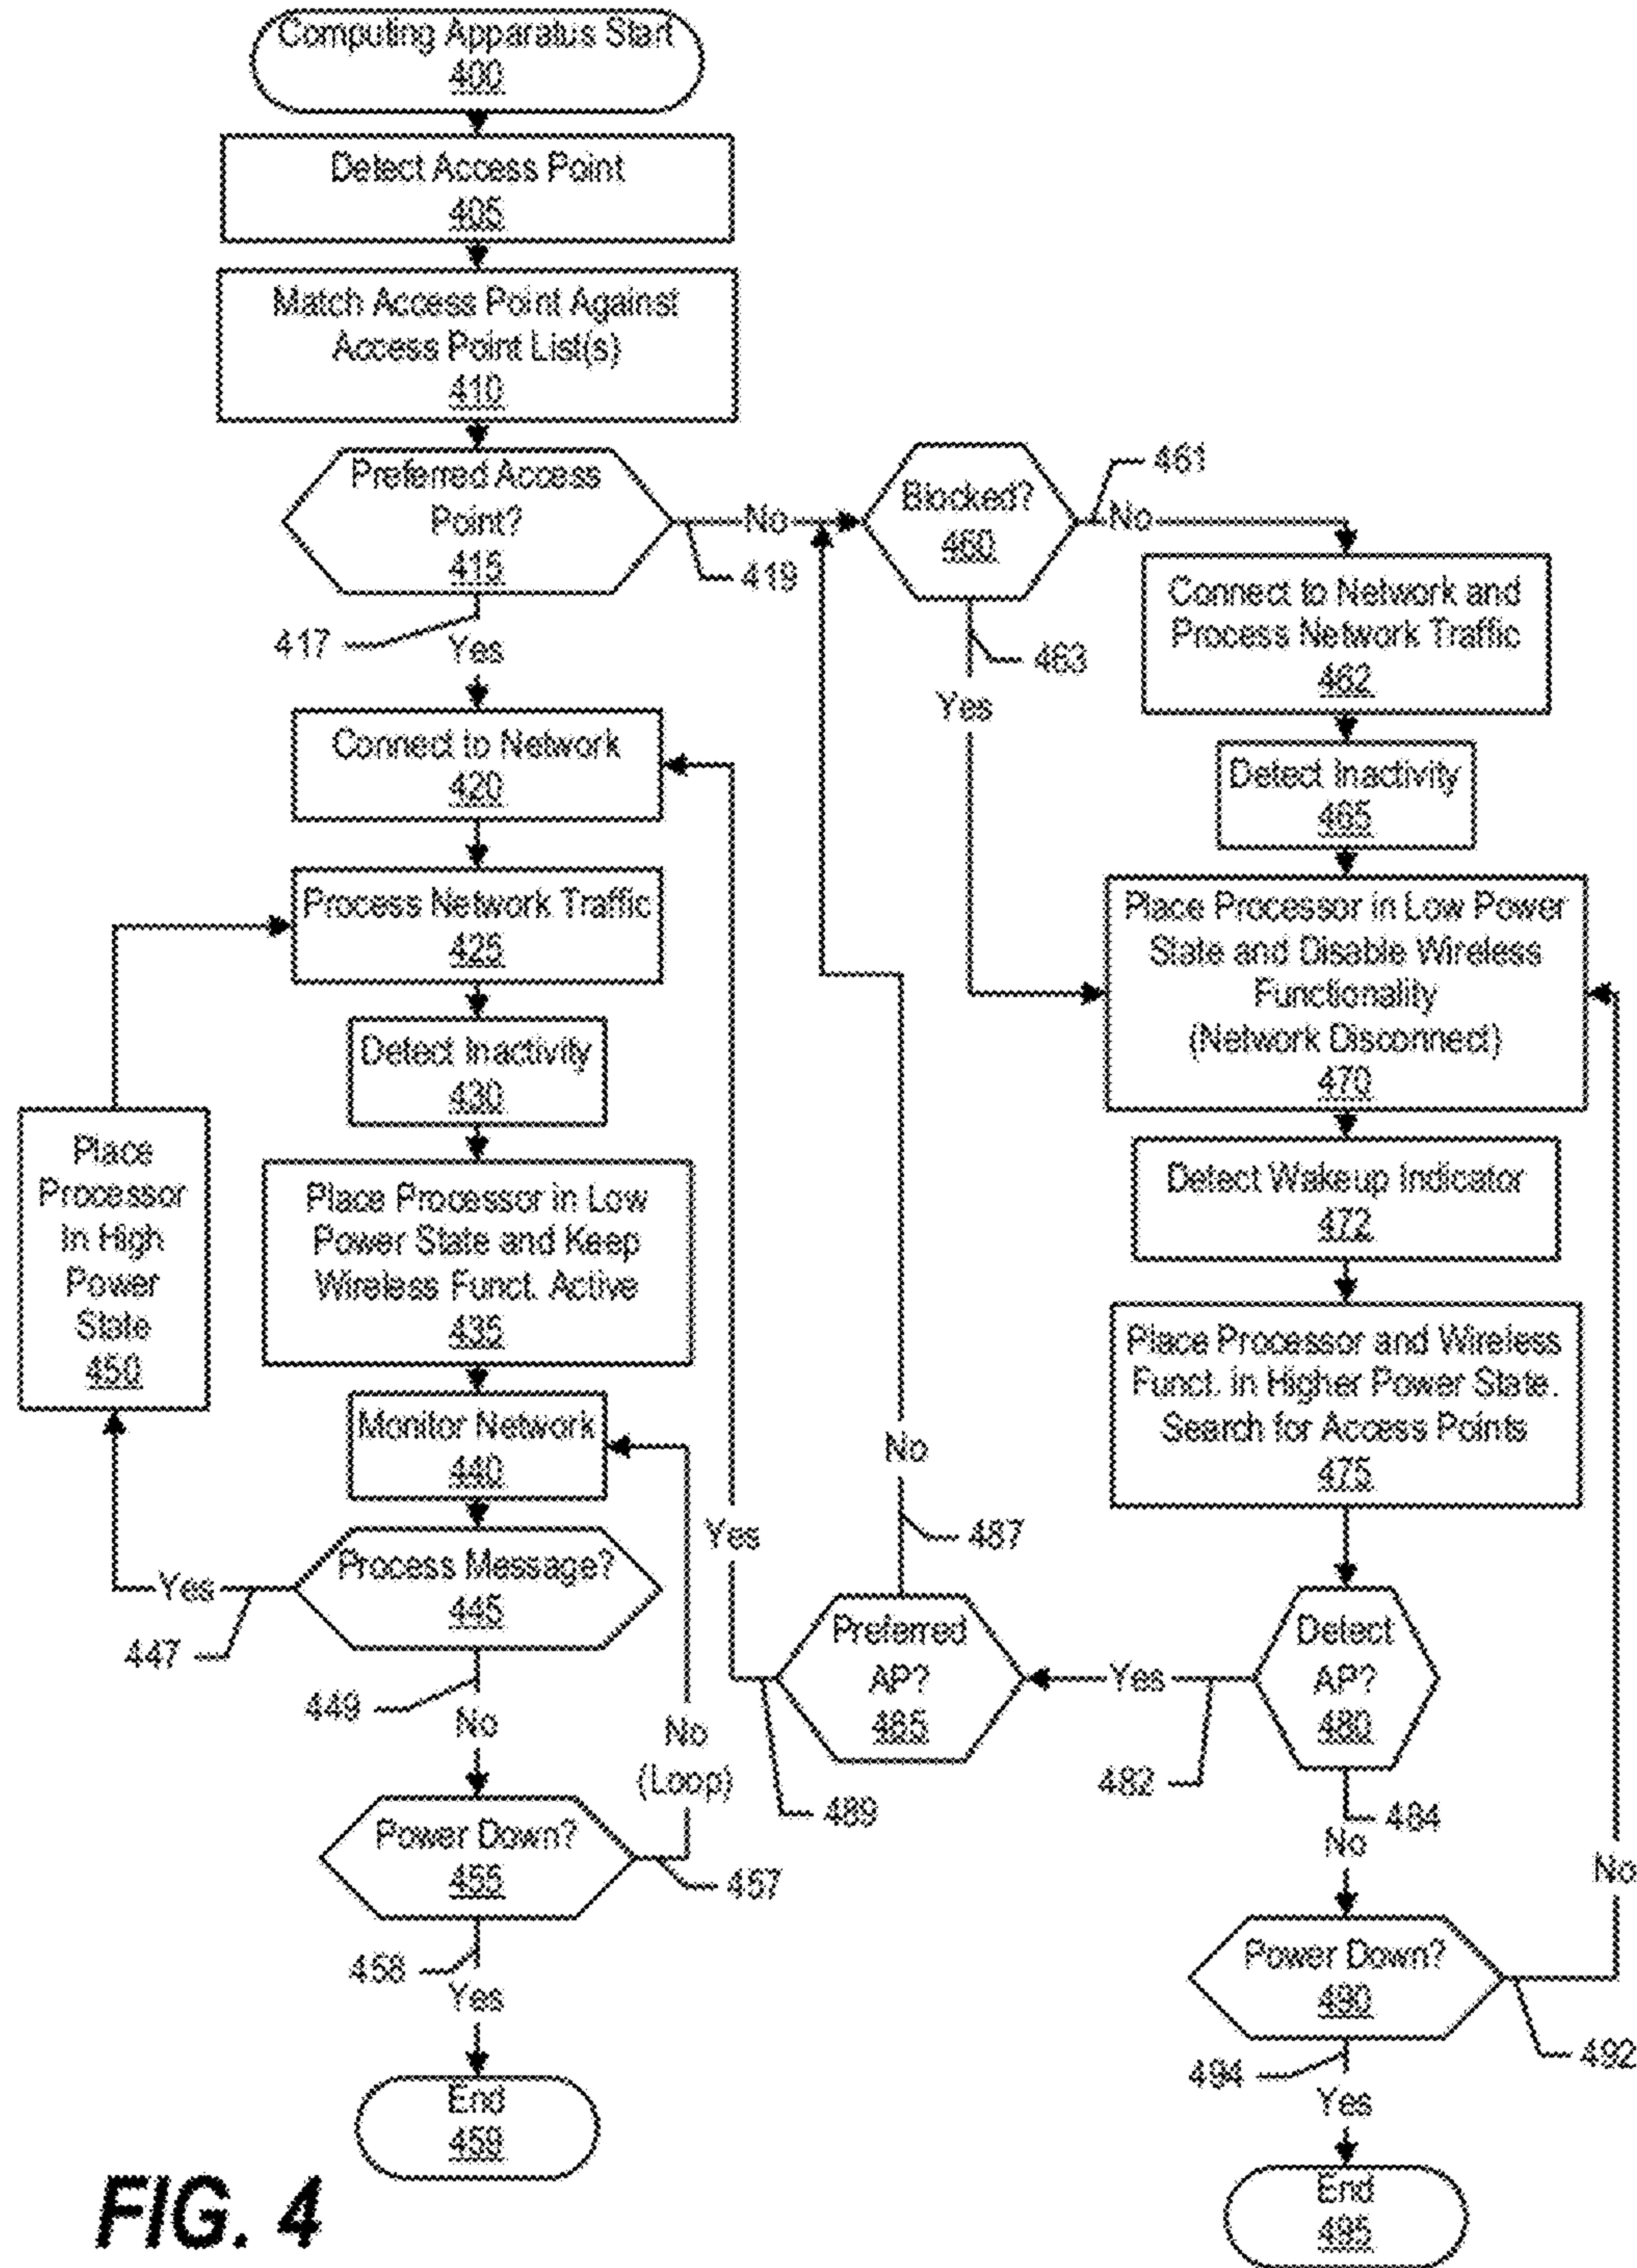 Computing Apparatus Start
400
Detect Access Point
405
Match Access Point Against
Access Point List(s)
410
Preferred Access
Point?
415
417
Yes
No
419
Blocked?
460
461
No
463
Yes
Connect to Network and
Process Network Traffic
462
Detect Inactivity
465
Connect to Network
420
Process Network Traffic
425
Detect Inactivity
430
Place Processor in Low
Power State and Keep
Wireless Funct. Active
435
Monitor Network
440
Process Message?
445
Yes
447
Place
Processor
In High
Power
State
450
449
No
Power Down?
455
No
(Loop)
457
458
Yes
End
459
Place Processor in Low Power
State and Disable Wireless
Functionality
(Network Disconnect)
470
Detect Wakeup Indicator
472
Place Processor and Wireless
Funct. in Higher Power State.
Search for Access Points
475
Detect
AP?
480
Yes
482
484
No
Preferred
AP?
485
No
487
Yes
489
Power Down?
490
No
492
494
Yes
End
495
FIG. 4